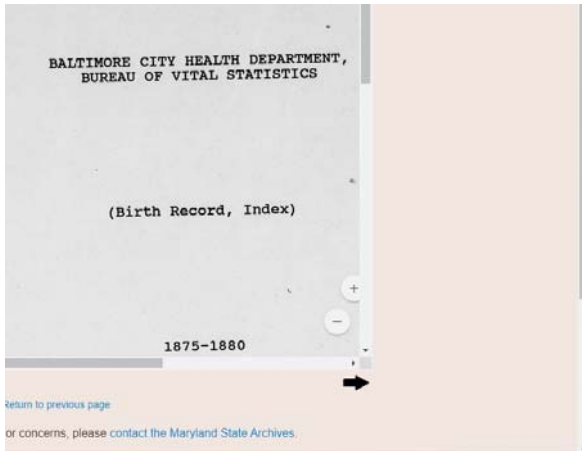 BALTIMORE CITY HEALTH DEPARTMENT,
BUREAU OF VITAL STATISTICS
(Birth Record, Index)
1875-1880
Return to previous page
or concerns, please contact the Maryland State Archives.